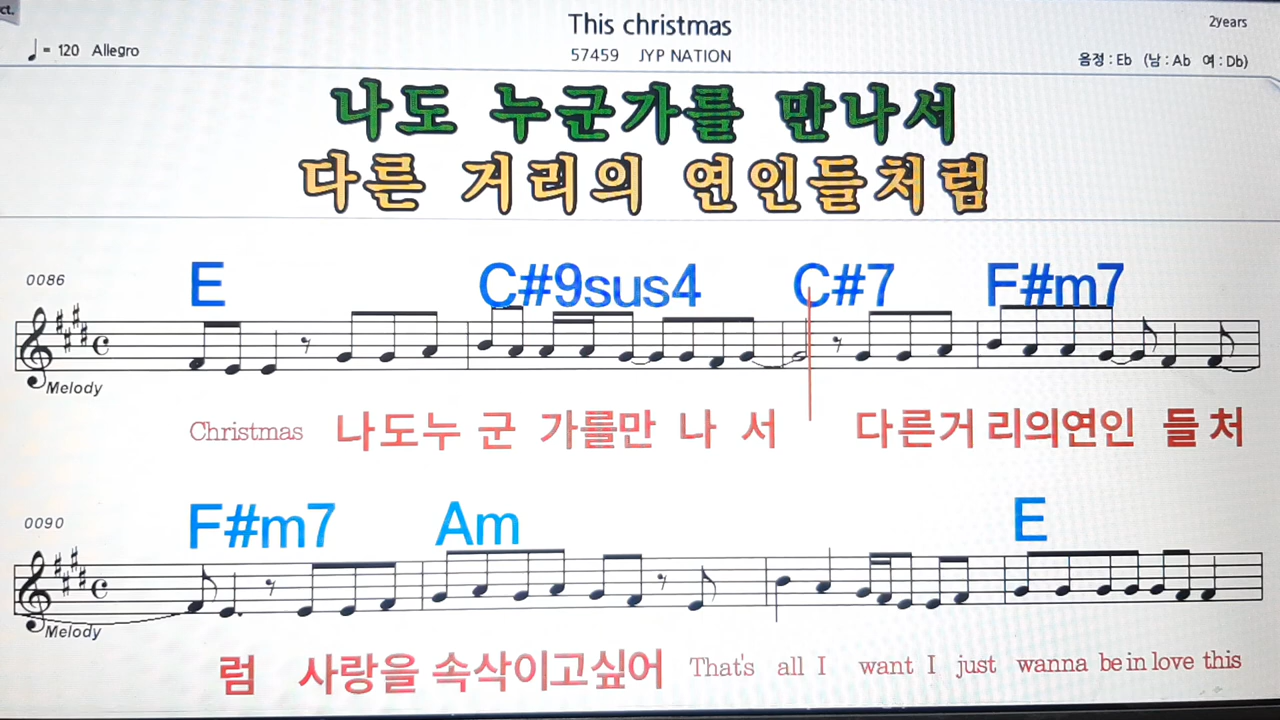 ct.
This christmas
2years
♩ = 120 Allegro
57459 JYP NATION
음정 : Eb (남 : Ab 여 : Db)
나도 누군가를 만나서
다른 거리의 연인들처럼
0086
E C#9sus4 C#7 F#m7
Melody
Christmas 나도누 군 가를만 나 서 다른거 리의연인 들 처
0090
F#m7 Am E
Melody
럼 사랑을 속삭이고싶어 That's all I want I just wanna be in love this